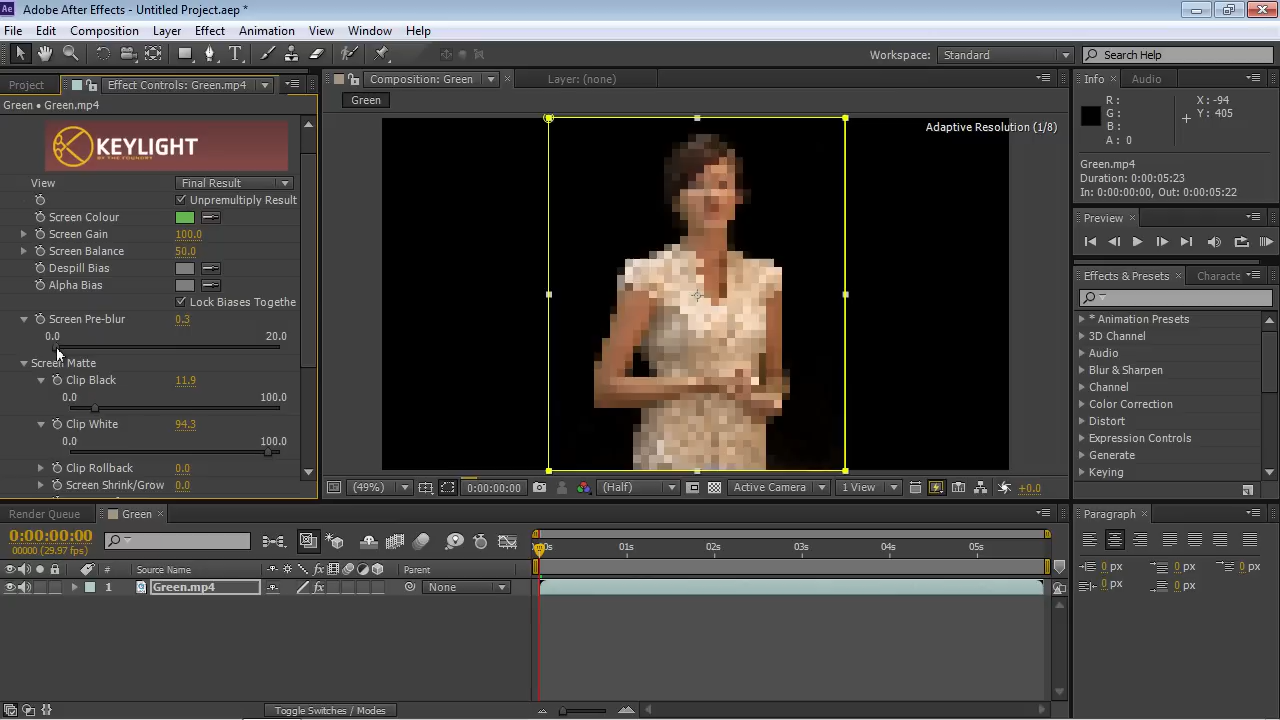 Ae Adobe After Effects - Untitled Project.aep *
File Edit Composition Layer Effect Animation View Window Help
Workspace: Standard Search Help
Project Effect Controls: Green.mp4 Composition: Green Layer: (none) Info Audio
Green • Green.mp4 Green
R: X: -94
G: Y: 405
B:
A: 0
KEYLIGHT
BY THE FOUNDRY
Adaptive Resolution (1/8)
Green.mp4
Duration: 0:00:05:23
In: 0:00:00:00, Out: 0:00:05:22
View Final Result
Unpremultiply Result
Screen Colour
Screen Gain 100.0
Screen Balance 50.0
Despill Bias
Alpha Bias
Lock Biases Togethe
Screen Pre-blur 0.3
0.0 20.0
Screen Matte
Clip Black 11.9
0.0 100.0
Clip White 94.3
0.0 100.0
Clip Rollback 0.0
Screen Shrink/Grow 0.0
Preview
Effects & Presets Characte
* Animation Presets
3D Channel
Audio
Blur & Sharpen
Channel
Color Correction
Distort
Expression Controls
Generate
Keying
(49%) 0:00:00:00 (Half) Active Camera 1 View +0.0
Render Queue Green Paragraph
0:00:00:00
00000 (29.97 fps)
00s 01s 02s 03s 04s 05s
# Source Name fx Parent
1 Green.mp4 fx None
0 px 0 px 0 px
0 px 0 px
Toggle Switches / Modes